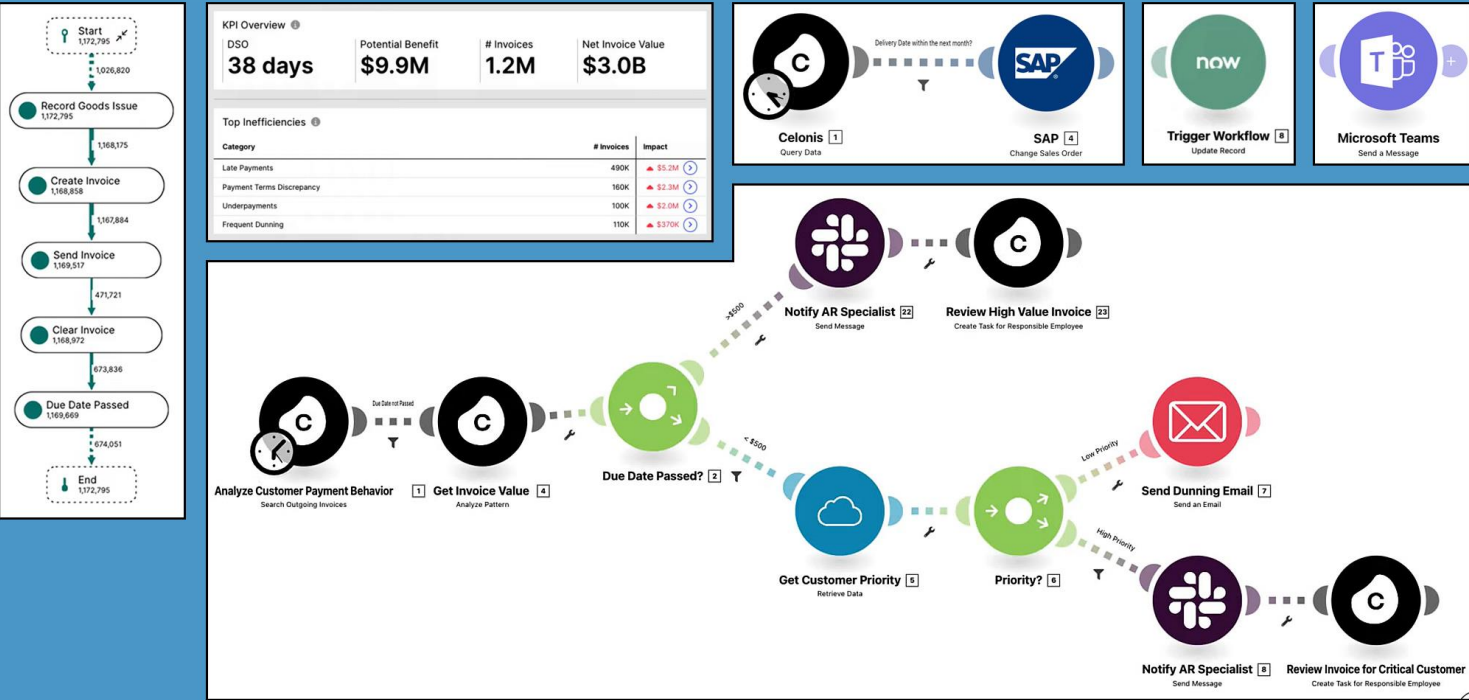 Start
1,172,795
1,026,820
Record Goods Issue
1,172,795
1,168,175
Create Invoice
1,168,858
1,167,884
Send Invoice
1,169,517
471,721
Clear Invoice
1,168,972
673,836
Due Date Passed
1,169,669
674,051
End
1,172,795
KPI Overview
DSO
38 days
Potential Benefit
$9.9M
# Invoices
1.2M
Net Invoice Value
$3.0B
Top Inefficiencies
Category # Invoices Impact
Late Payments 490K $5.2M
Payment Terms Discrepancy 160K $2.3M
Underpayments 100K $2.0M
Frequent Dunning 110K $370K
C
Delivery Date within the next month?
SAP
Celonis 1
Query Data
SAP 4
Change Sales Order
now
Trigger Workflow 8
Update Record
T
Microsoft Teams
Send a Message
C
Analyze Customer Payment Behavior 1
Search Outgoing Invoices
Due Date not Passed
C
Get Invoice Value 4
Analyze Pattern
Due Date Passed? 2
>$500
Notify AR Specialist 22
Send Message
C
Review High Value Invoice 23
Create Task for Responsible Employee
< $500
Get Customer Priority 5
Retrieve Data
Priority? 6
Low Priority
Send Dunning Email 7
Send an Email
High Priority
Notify AR Specialist 8
Send Message
C
Review Invoice for Critical Customer
Create Task for Responsible Employee